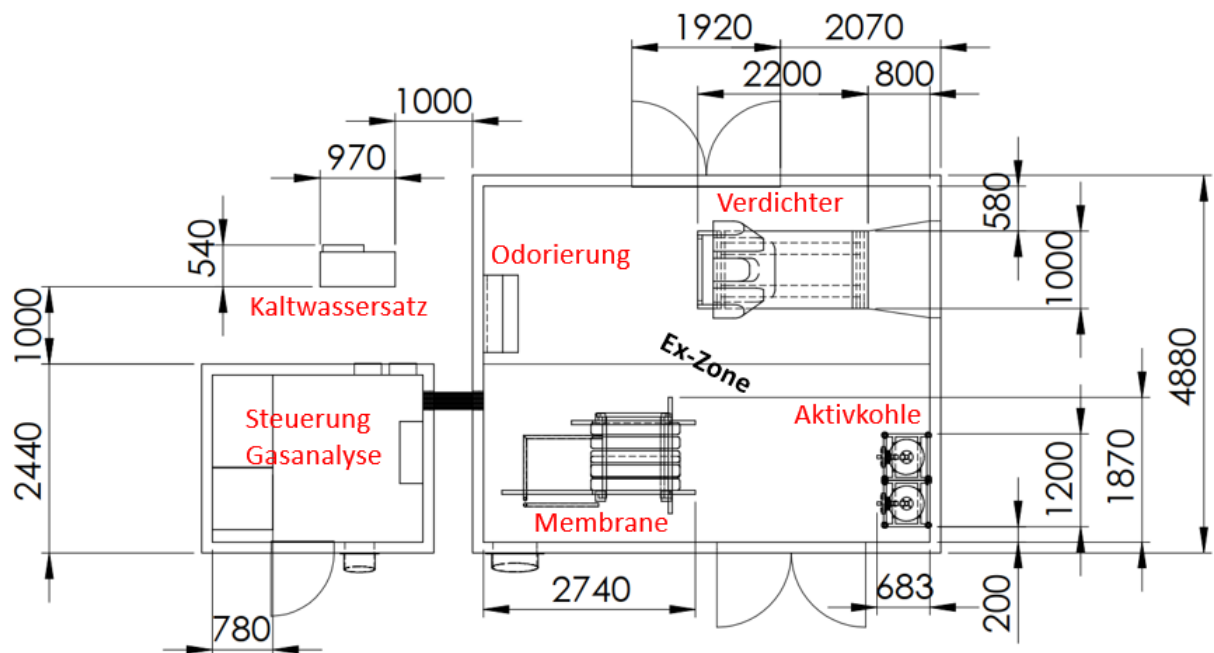 1920
2070
2200
800
1000
970
580
Verdichter
540
Odorierung
Kaltwassersatz
1000
1000
Ex-Zone
4880
Steuerung
Gasanalyse
Aktivkohle
2440
1200
1870
Membrane
2740
683
200
780